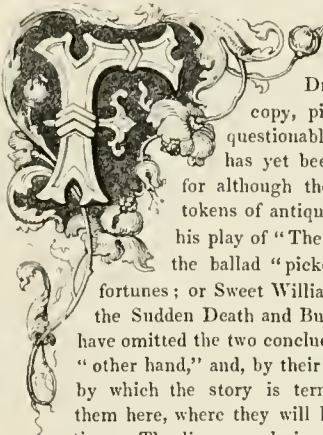 Dr
copy, pi
questionabl
has yet bee
for although the
tokens of antiqu
his play of "The
the ballad "picke
fortunes; or Sweet Willia
the Sudden Death and Bu
have omitted the two conclu
"other hand," and, by their
by which the story is ter
them here, where they will